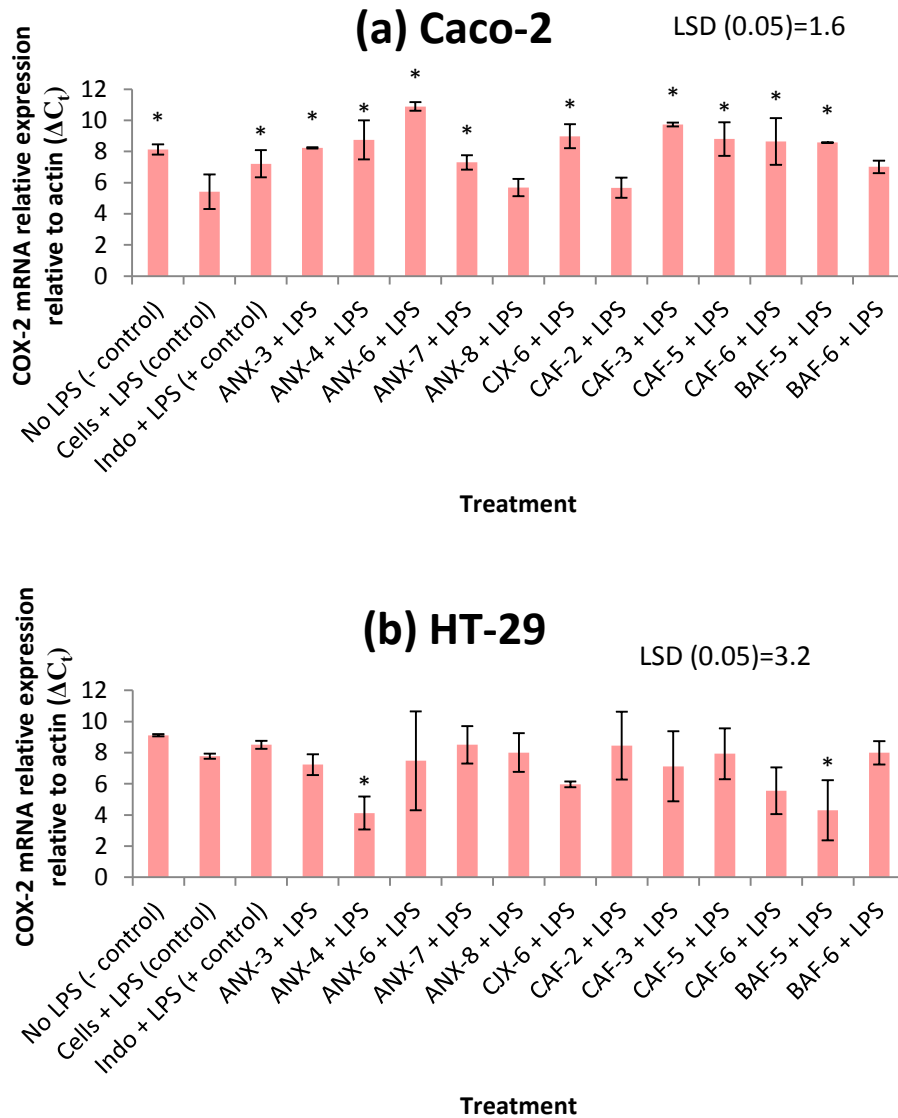 (a) Caco-2
LSD (0.05)=1.6
COX-2 mRNA relative expression
relative to actin (ΔCt)
12
10
8
6
4
2
0
*
*
*
*
*
*
*
*
*
*
*
No LPS (- control)
Cells + LPS (control)
Indo + LPS (+ control)
ANX-3 + LPS
ANX-4 + LPS
ANX-6 + LPS
ANX-7 + LPS
ANX-8 + LPS
CJX-6 + LPS
CAF-2 + LPS
CAF-3 + LPS
CAF-5 + LPS
CAF-6 + LPS
BAF-5 + LPS
BAF-6 + LPS
Treatment
(b) HT-29
LSD (0.05)=3.2
COX-2 mRNA relative expression
relative to actin (ΔCt)
12
10
8
6
4
2
0
*
*
No LPS (- control)
Cells + LPS (control)
Indo + LPS (+ control)
ANX-3 + LPS
ANX-4 + LPS
ANX-6 + LPS
ANX-7 + LPS
ANX-8 + LPS
CJX-6 + LPS
CAF-2 + LPS
CAF-3 + LPS
CAF-5 + LPS
CAF-6 + LPS
BAF-5 + LPS
BAF-6 + LPS
Treatment